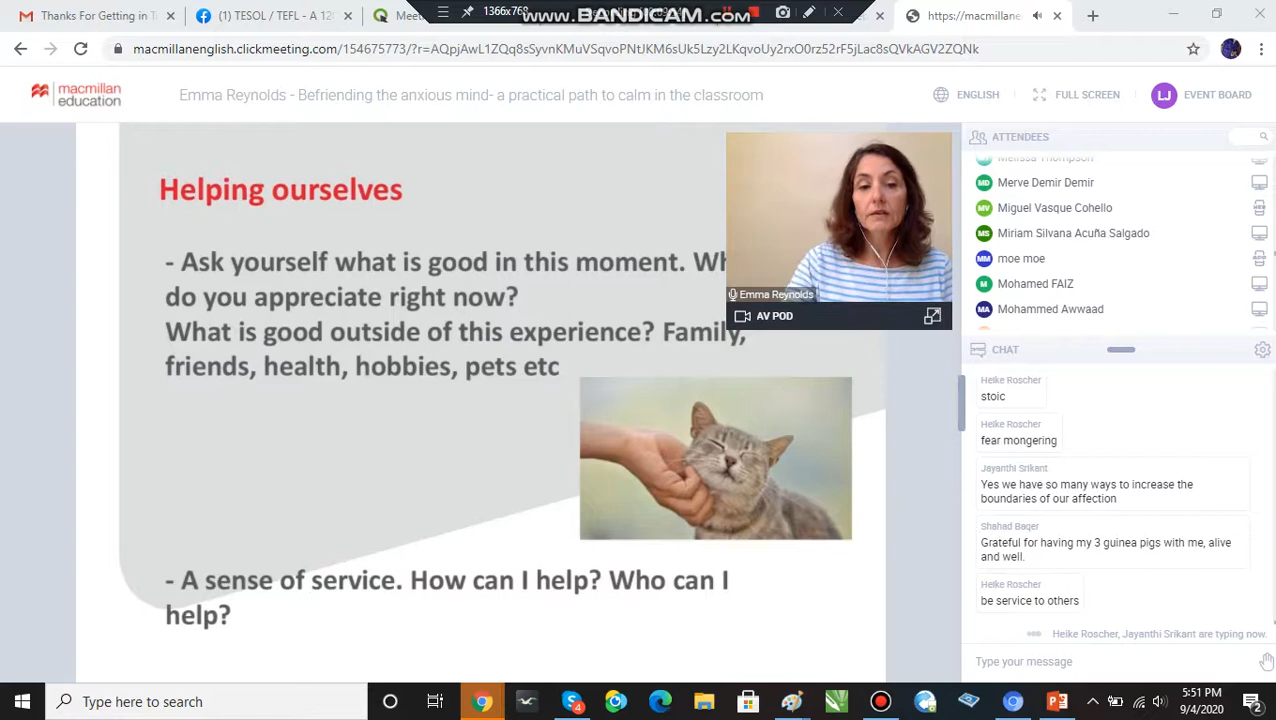 Thanks For Getting in T
(1) TESOL / TEFL - A 12
Meet
1366x768
www.BANDICAM.com
https://macmillane
macmillanenglish.clickmeeting.com/154675773/?r=AQpjAwL1ZQq8sSyvnKMuVSqvoPNtJKM6sUk5Lzy2LKqvoUy2rxO0rz52rF5jLac8sQVkAGV2ZQNk
macmillan
education
Emma Reynolds - Befriending the anxious mind- a practical path to calm in the classroom
ENGLISH
FULL SCREEN
LJ
EVENT BOARD
Helping ourselves
- Ask yourself what is good in this moment. Wh
do you appreciate right now?
What is good outside of this experience? Family,
friends, health, hobbies, pets etc
- A sense of service. How can I help? Who can I
help?
Emma Reynolds
AV POD
ATTENDEES
Melissa Thompson
MD Merve Demir Demir
MV Miguel Vasque Cohello
MS Miriam Silvana Acuña Salgado
MM moe moe
M Mohamed FAIZ
MA Mohammed Awwaad
CHAT
Heike Roscher
stoic
Heike Roscher
fear mongering
Jayanthi Srikant
Yes we have so many ways to increase the
boundaries of our affection
Shahad Baqer
Grateful for having my 3 guinea pigs with me, alive
and well.
Heike Roscher
be service to others
Heike Roscher, Jayanthi Srikant are typing now.
Type your message
Type here to search
4
5:51 PM
9/4/2020
2